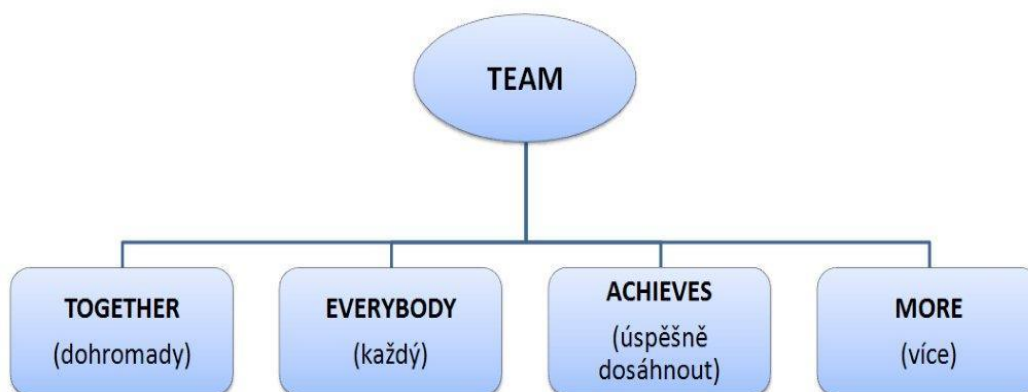 TEAM
TOGETHER
(dohromady)
EVERYBODY
(každý)
ACHIEVES
(úspěšně
dosáhnout)
MORE
(více)